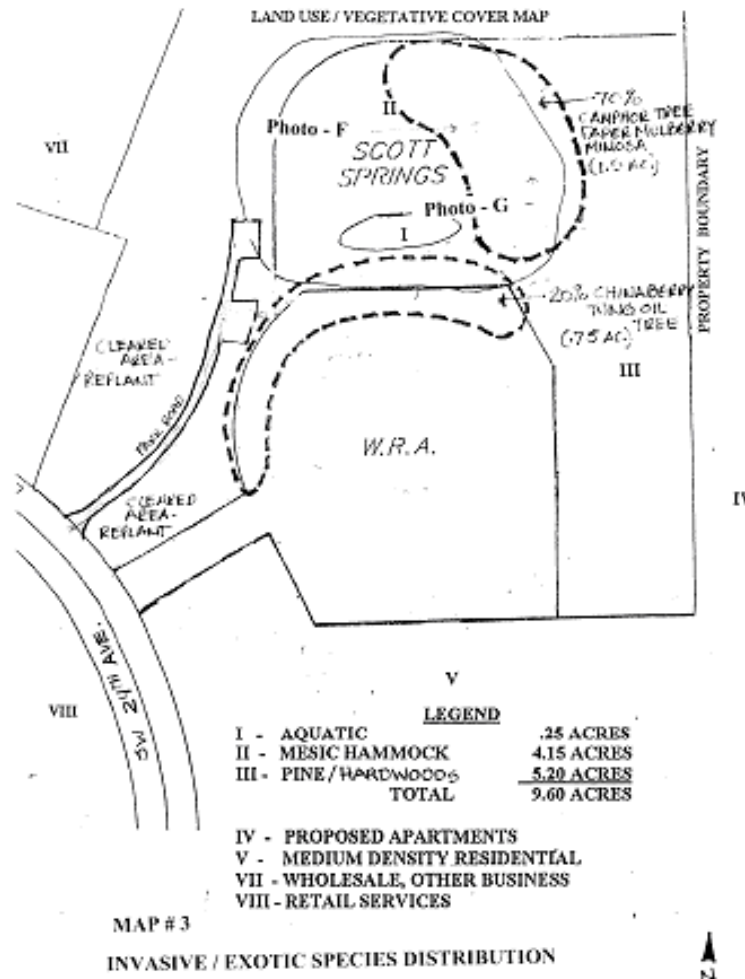 LAND USE / VEGETATIVE COVER MAP
II
70%
CAMPHOR TREE
PAPER MULBERRY
MIMOSA
(1.5 AC.)
Photo - F
VII
SCOTT
SPRINGS
Photo - G
I
PROPERTY BOUNDARY
20% CHINABERRY
TUNG OIL
TREE
(.75 AC.)
III
CLEARED
AREA-
REPLANT
PARK ROAD
W.R.A.
CLEARED
AREA-
REPLANT
IV
SW 24TH AVE.
VIII
V
LEGEND
I - AQUATIC .25 ACRES
II - MESIC HAMMOCK 4.15 ACRES
III - PINE/HARDWOODS 5.20 ACRES
TOTAL 9.60 ACRES
IV - PROPOSED APARTMENTS
V - MEDIUM DENSITY RESIDENTIAL
VII - WHOLESALE, OTHER BUSINESS
VIII - RETAIL SERVICES
MAP # 3
INVASIVE / EXOTIC SPECIES DISTRIBUTION
N